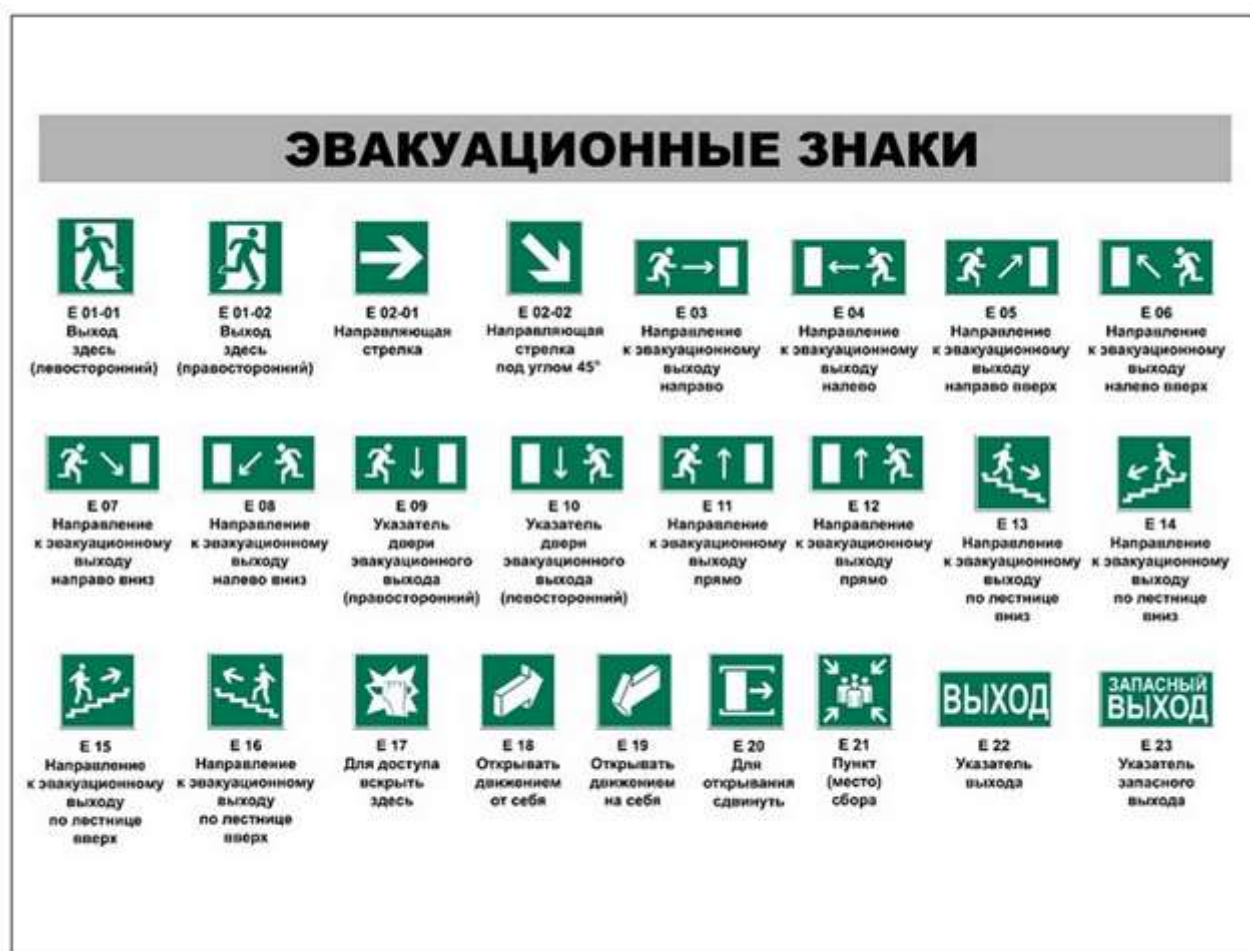 ЭВАКУАЦИОННЫЕ ЗНАКИ
E 01-01
Выход
здесь
(левосторонний)
E 01-02
Выход
здесь
(правосторонний)
E 02-01
Направляющая
стрелка
E 02-02
Направляющая
стрелка
под углом 45°
E 03
Направление
к эвакуационному
выходу
направо
E 04
Направление
к эвакуационному
выходу
налево
E 05
Направление
к эвакуационному
выходу
направо вверх
E 06
Направление
к эвакуационному
выходу
налево вверх
E 07
Направление
к эвакуационному
выходу
направо вниз
E 08
Направление
к эвакуационному
выходу
налево вниз
E 09
Указатель
двери
эвакуационного
выхода
(правосторонний)
E 10
Указатель
двери
эвакуационного
выхода
(левосторонний)
E 11
Направление
к эвакуационному
выходу
прямо
E 12
Направление
к эвакуационному
выходу
прямо
E 13
Направление
к эвакуационному
выходу
по лестнице
вниз
E 14
Направление
к эвакуационному
выходу
по лестнице
вниз
E 15
Направление
к эвакуационному
выходу
по лестнице
вверх
E 16
Направление
к эвакуационному
выходу
по лестнице
вверх
E 17
Для доступа
вскрыть
здесь
E 18
Открывать
движением
от себя
E 19
Открывать
движением
на себя
E 20
Для
открывания
сдвинуть
E 21
Пункт
(место)
сбора
ВЫХОД
E 22
Указатель
выхода
ЗАПАСНЫЙ
ВЫХОД
E 23
Указатель
запасного
выхода